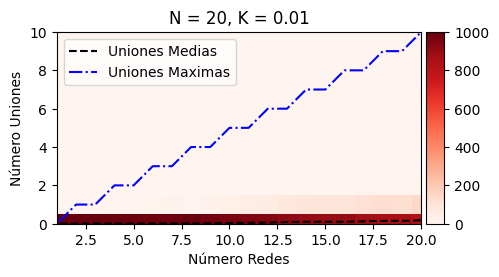 N = 20, K = 0.01
Número Uniones
10
8
6
4
2
0
Uniones Medias
Uniones Maximas
1000
800
600
400
200
0
2.5 5.0 7.5 10.0 12.5 15.0 17.5 20.0
Número Redes